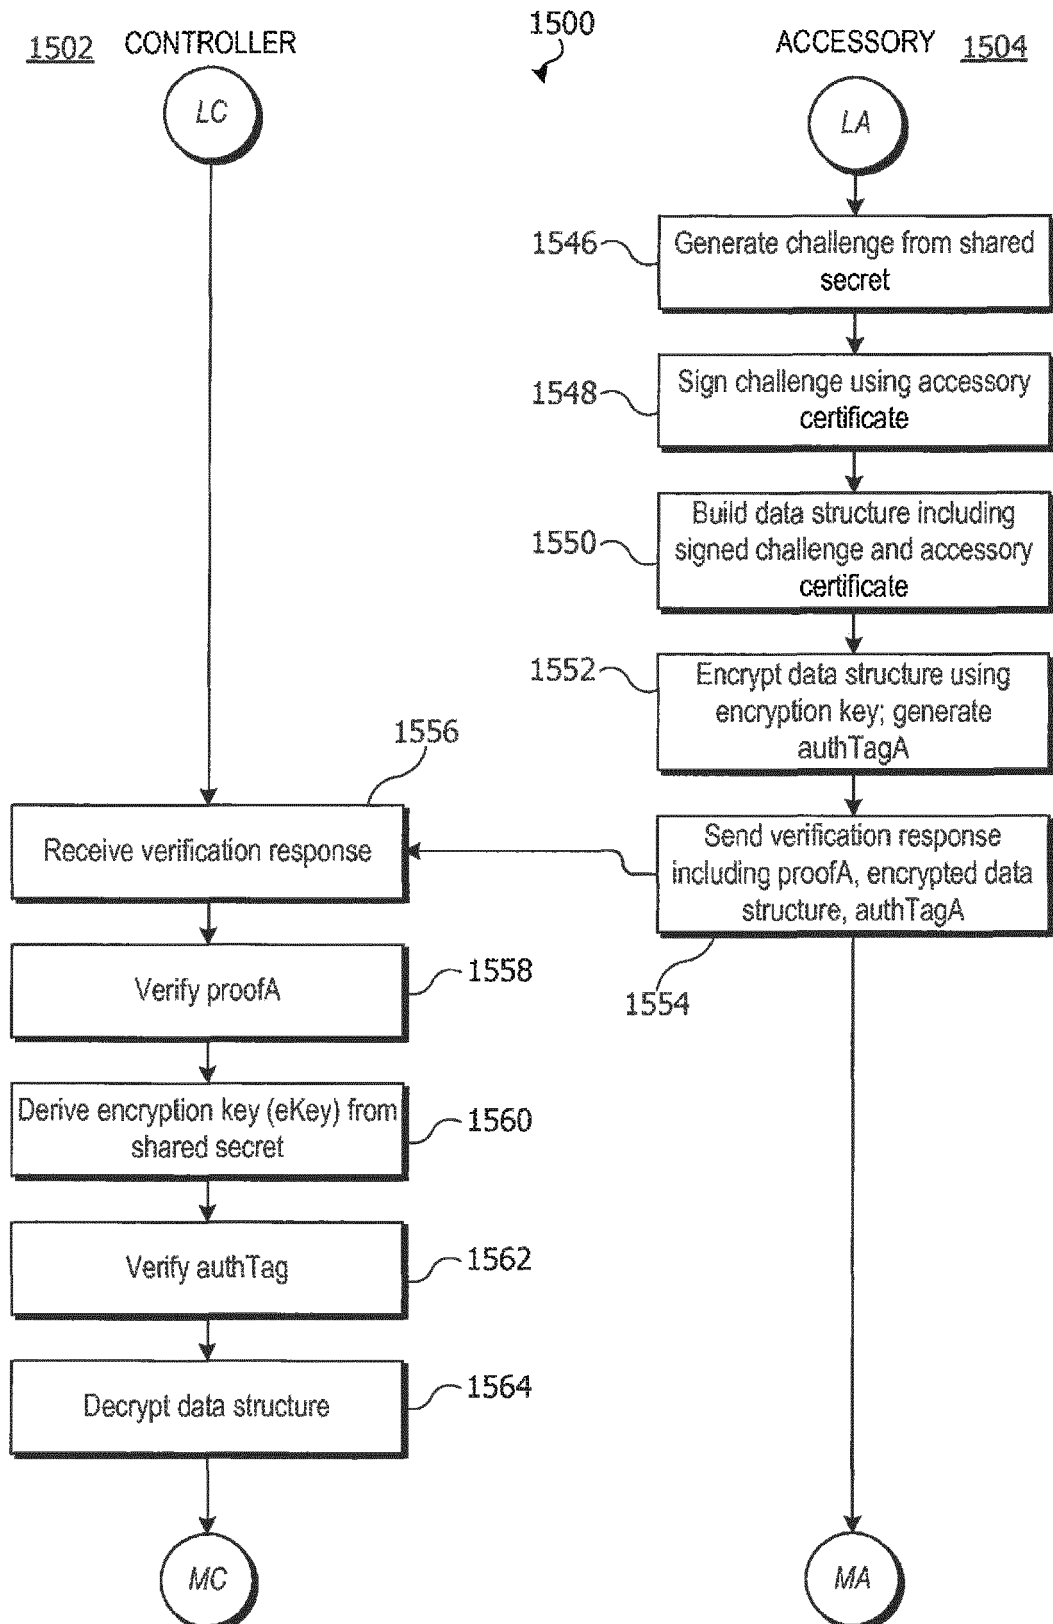 1502 CONTROLLER
1500
ACCESSORY 1504
LC
LA
1546
Generate challenge from shared
secret
1548
Sign challenge using accessory
certificate
1550
Build data structure including
signed challenge and accessory
certificate
1552
Encrypt data structure using
encryption key; generate
authTagA
1556
Receive verification response
Send verification response
including proofA, encrypted data
structure, authTagA
1554
Verify proofA
1558
Derive encryption key (eKey) from
shared secret
1560
Verify authTag
1562
Decrypt data structure
1564
MC
MA